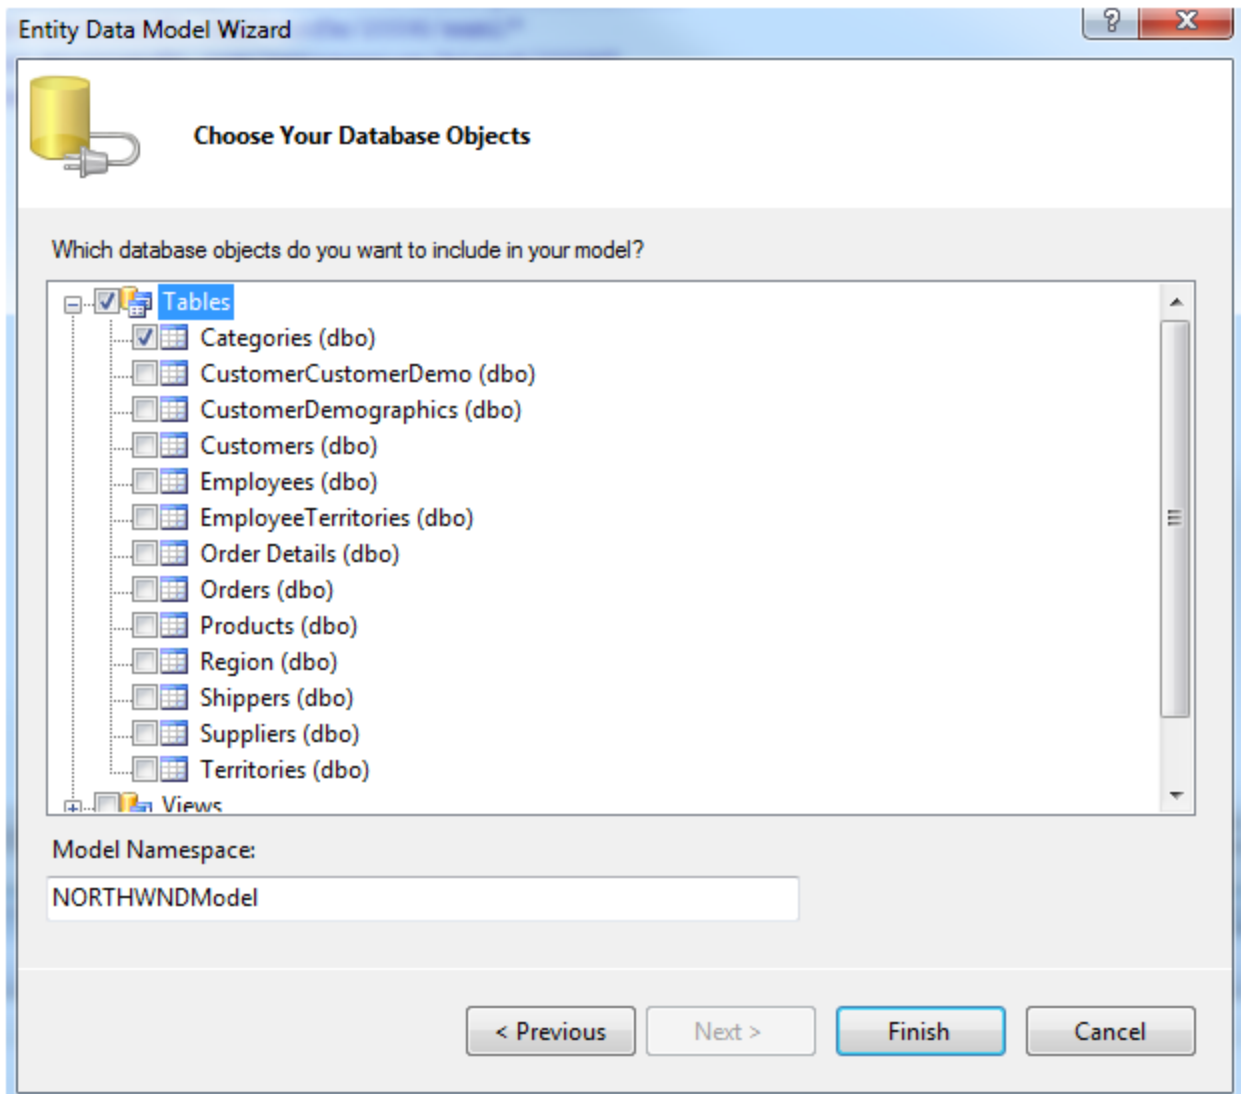 Entity Data Model Wizard
?
Choose Your Database Objects
Which database objects do you want to include in your model?
Tables
Categories (dbo)
CustomerCustomerDemo (dbo)
CustomerDemographics (dbo)
Customers (dbo)
Employees (dbo)
EmployeeTerritories (dbo)
Order Details (dbo)
Orders (dbo)
Products (dbo)
Region (dbo)
Shippers (dbo)
Suppliers (dbo)
Territories (dbo)
Views
Model Namespace:
NORTHWNDModel
< Previous Next > Finish Cancel